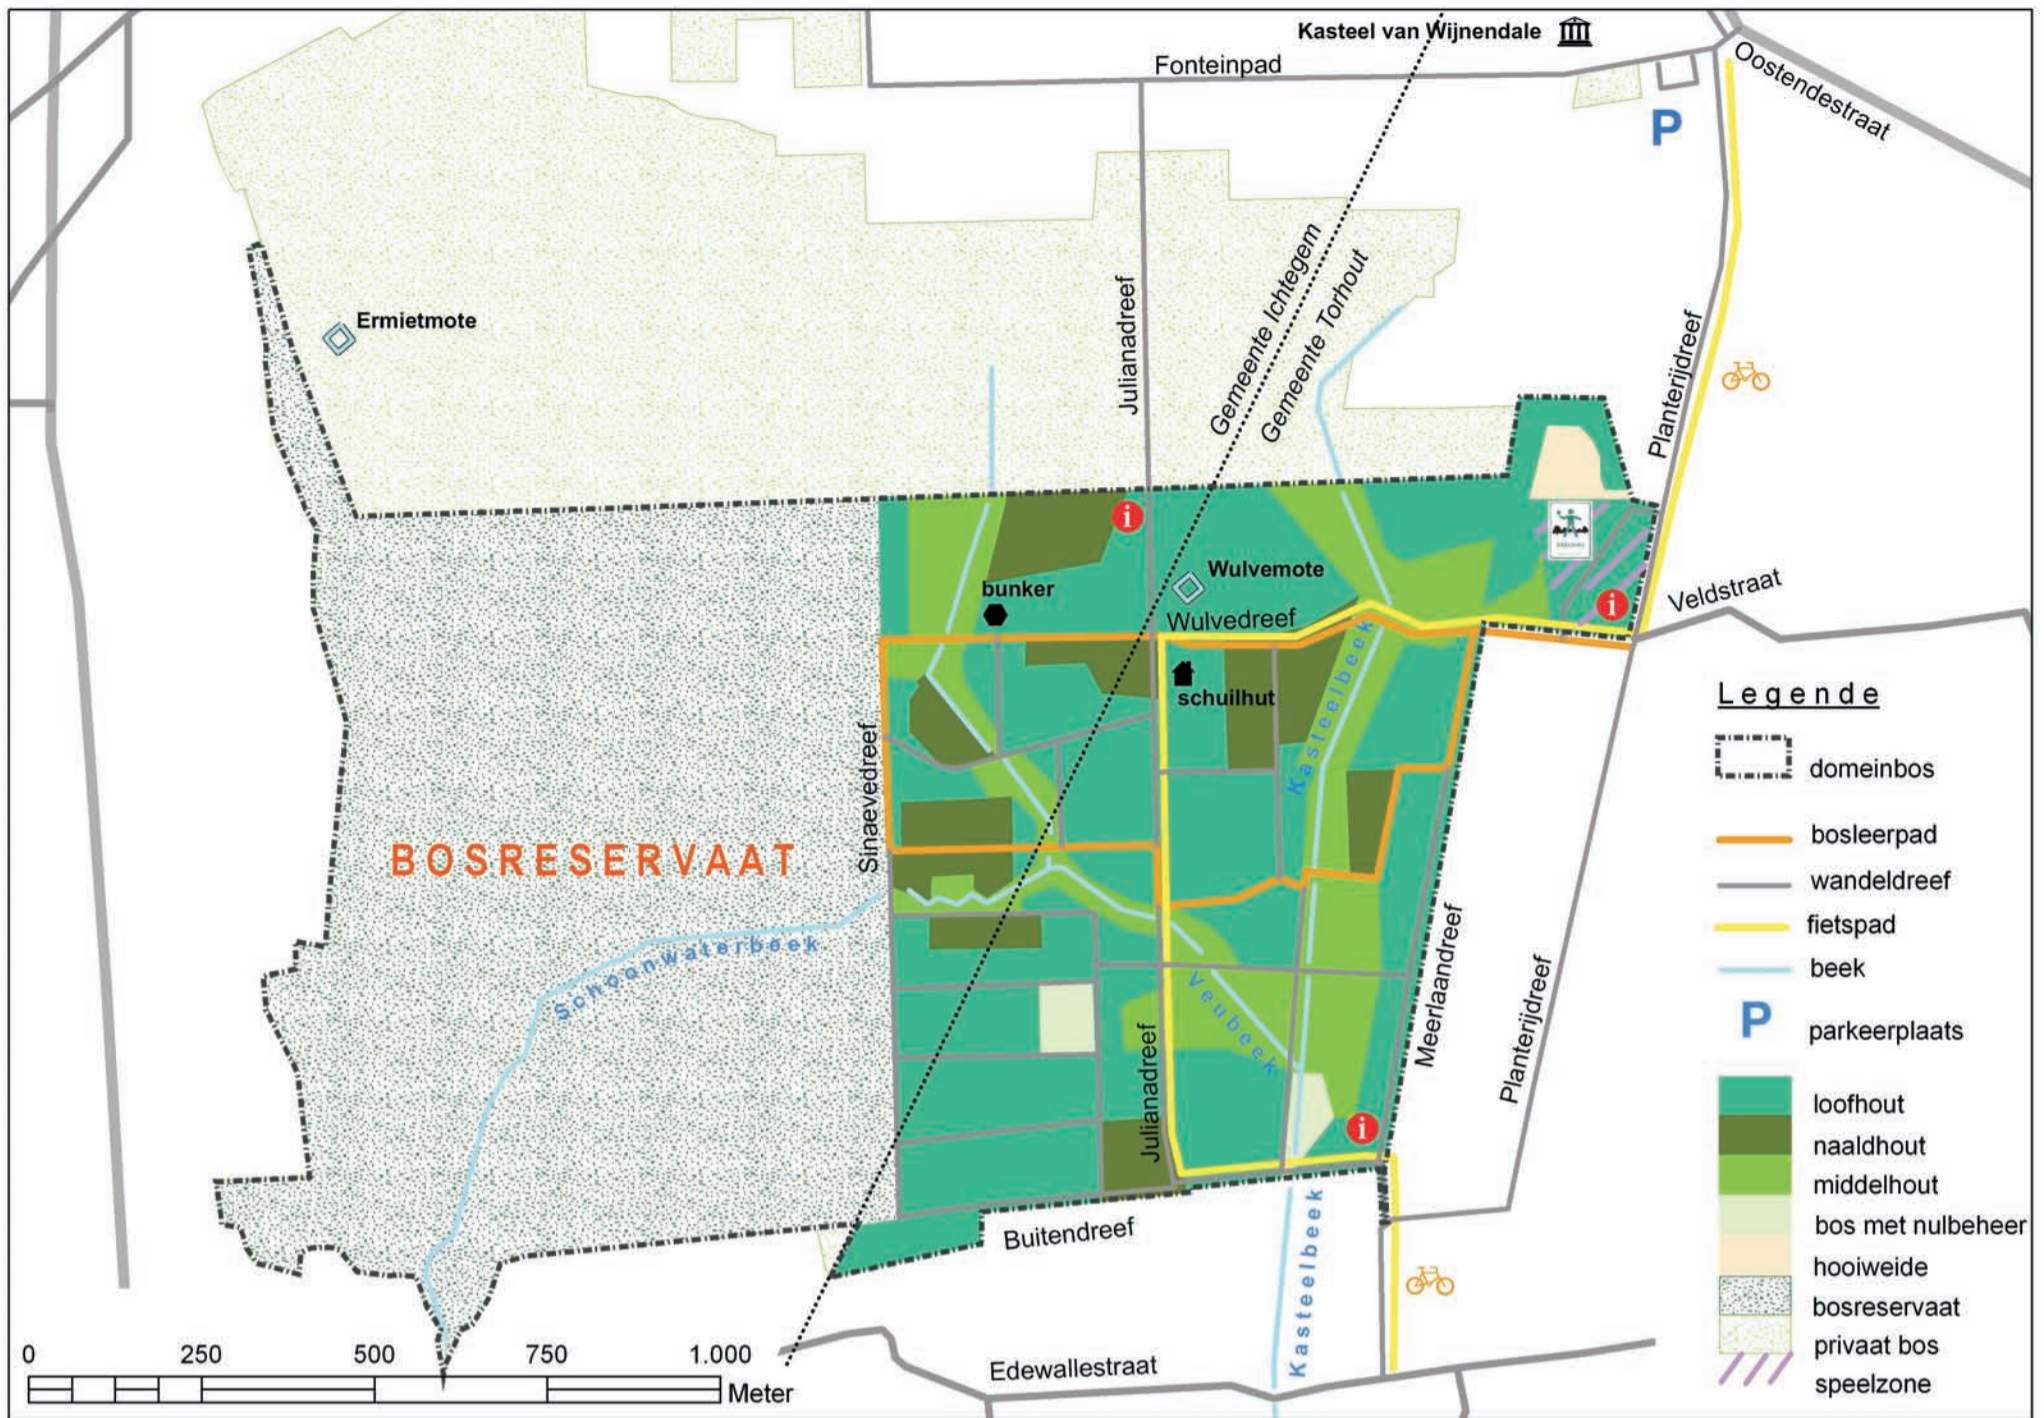 Kasteel van Wijnendale
Fonteinpad
Oostendestraat
P
Ermietmote
Julianadreef
Gemeente Ichtegem
Gemeente Torhout
Planterijdreef
i
bunker
Wulvemote
Wulvedreef
i
Veldstraat
schuilhut
Kasteelbeek
Sinaevedreef
BOSRESERVAAT
Schoonwaterbeek
Veubeek
Julianadreef
Meerlaandreef
Planterijdreef
i
Buitendreef
Kasteelbeek
Edewallestraat
0 250 500 750 1.000
Meter
Legende
domeinbos
bosleerpad
wandeldreef
fietspad
beek
P parkeerplaats
loofhout
naaldhout
middelhout
bos met nulbeheer
hooiweide
bosreservaat
privaat bos
speelzone